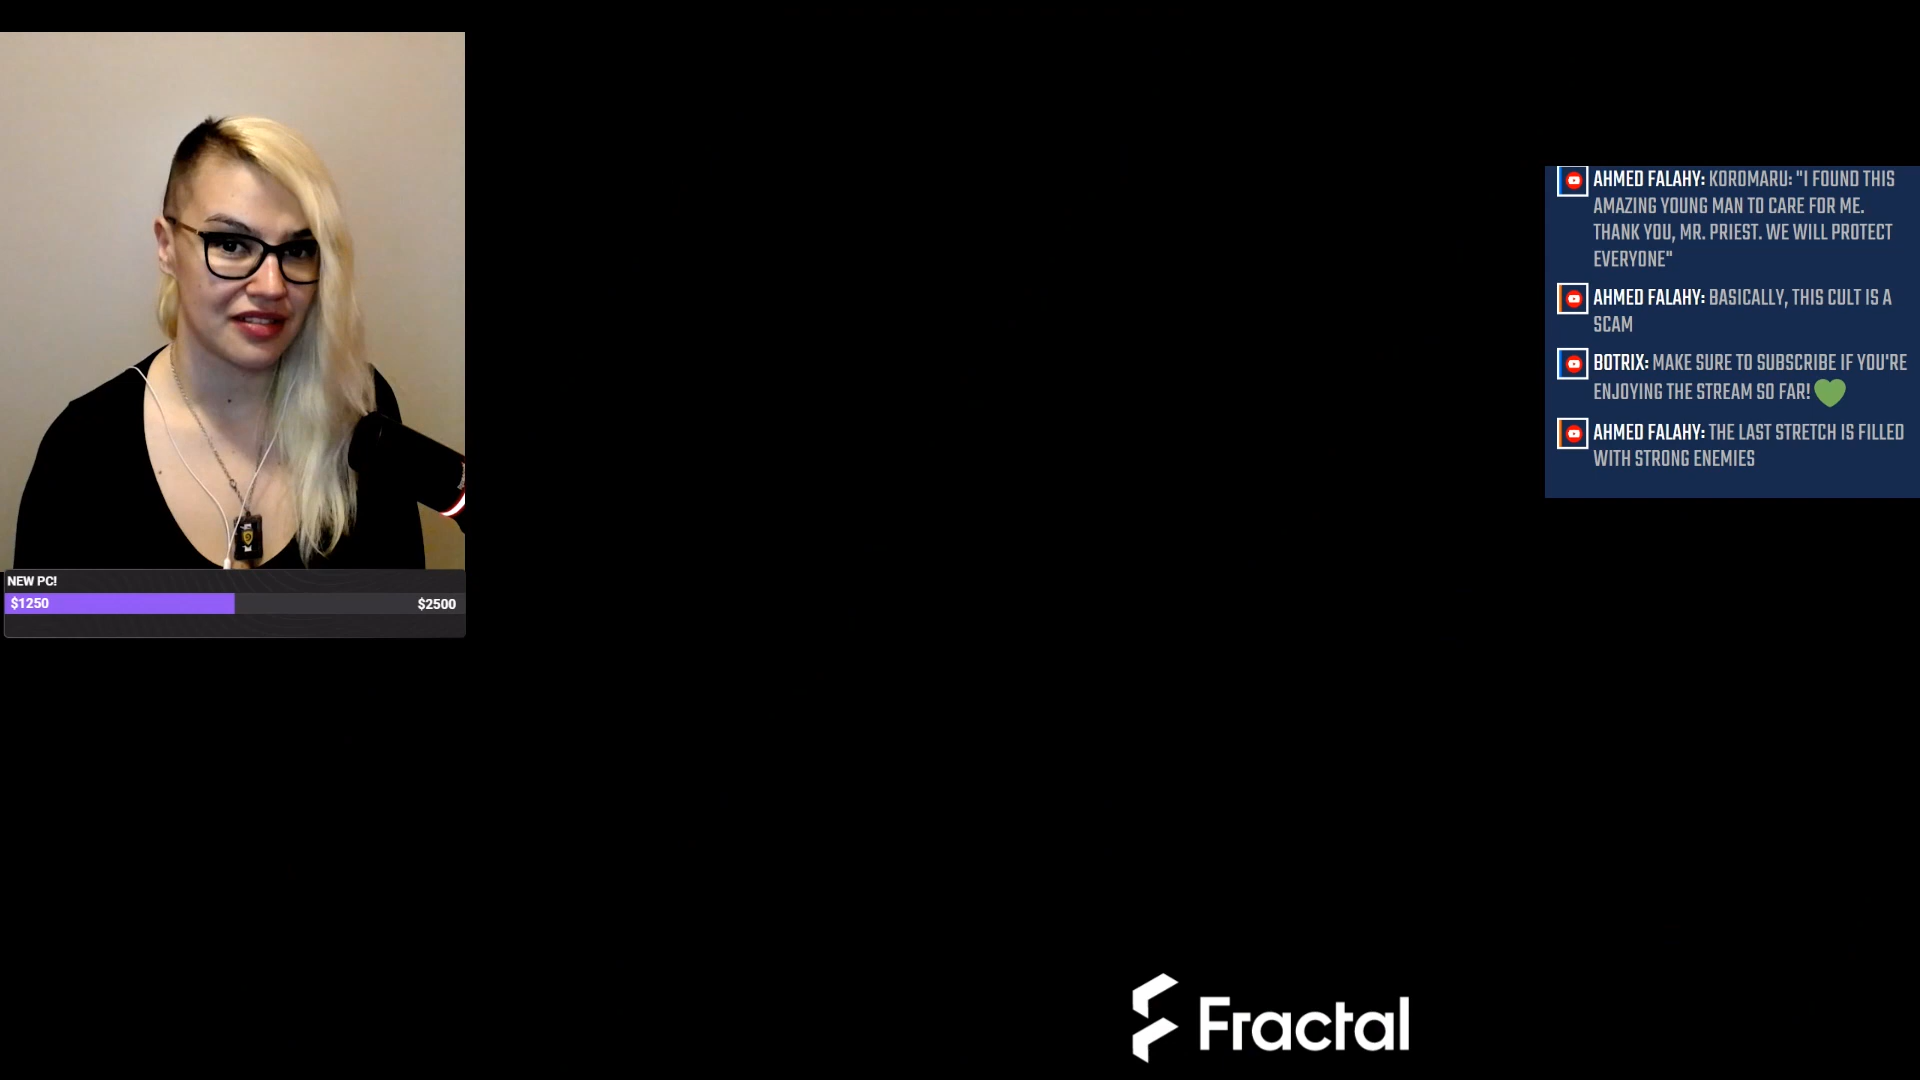 AHMED FALAHY: KOROMARU: "I FOUND THIS
AMAZING YOUNG MAN TO CARE FOR ME.
THANK YOU, MR. PRIEST. WE WILL PROTECT
EVERYONE"
AHMED FALAHY: BASICALLY, THIS CULT IS A
SCAM
BOTRIX: MAKE SURE TO SUBSCRIBE IF YOU'RE
ENJOYING THE STREAM SO FAR!
AHMED FALAHY: THE LAST STRETCH IS FILLED
WITH STRONG ENEMIES
NEW PC!
$1250 $2500
Fractal